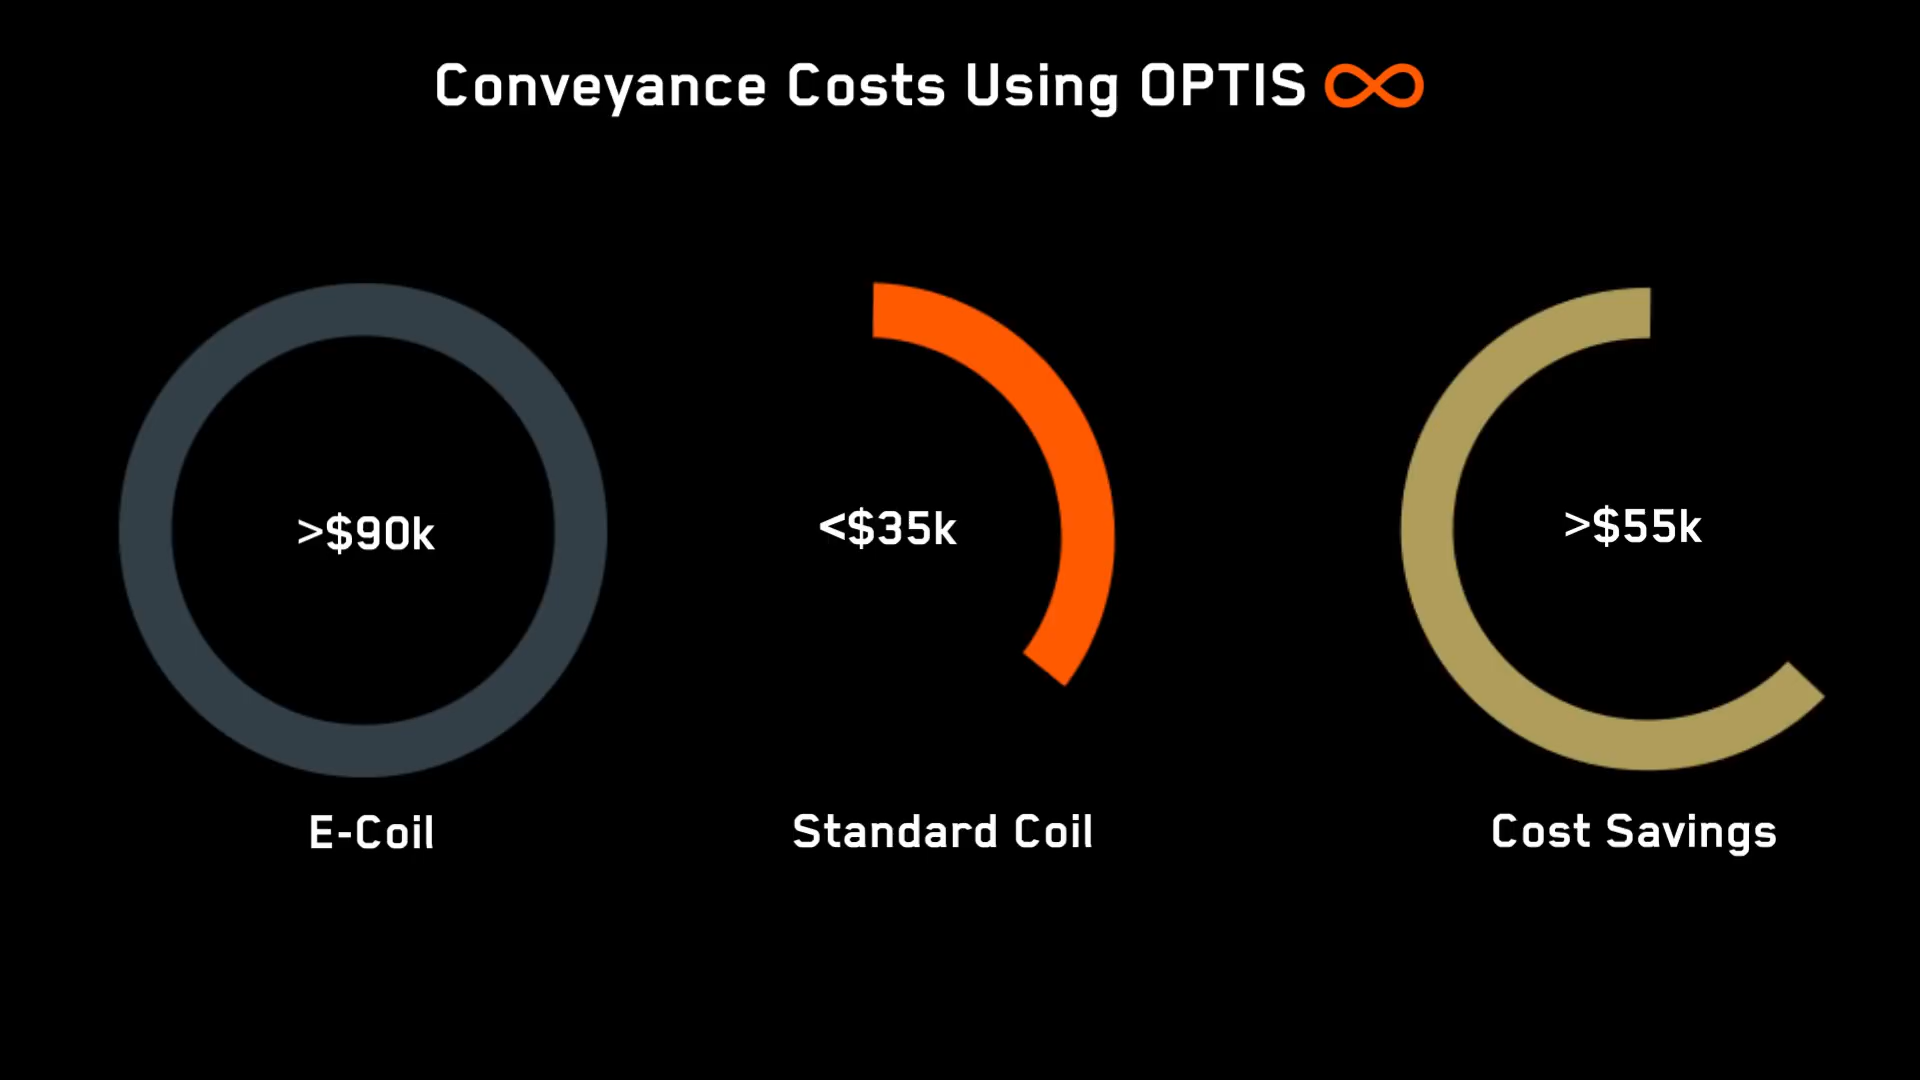 Conveyance Costs Using OPTIS ∞
>$90k
<$35k
>$55k
E-Coil
Standard Coil
Cost Savings